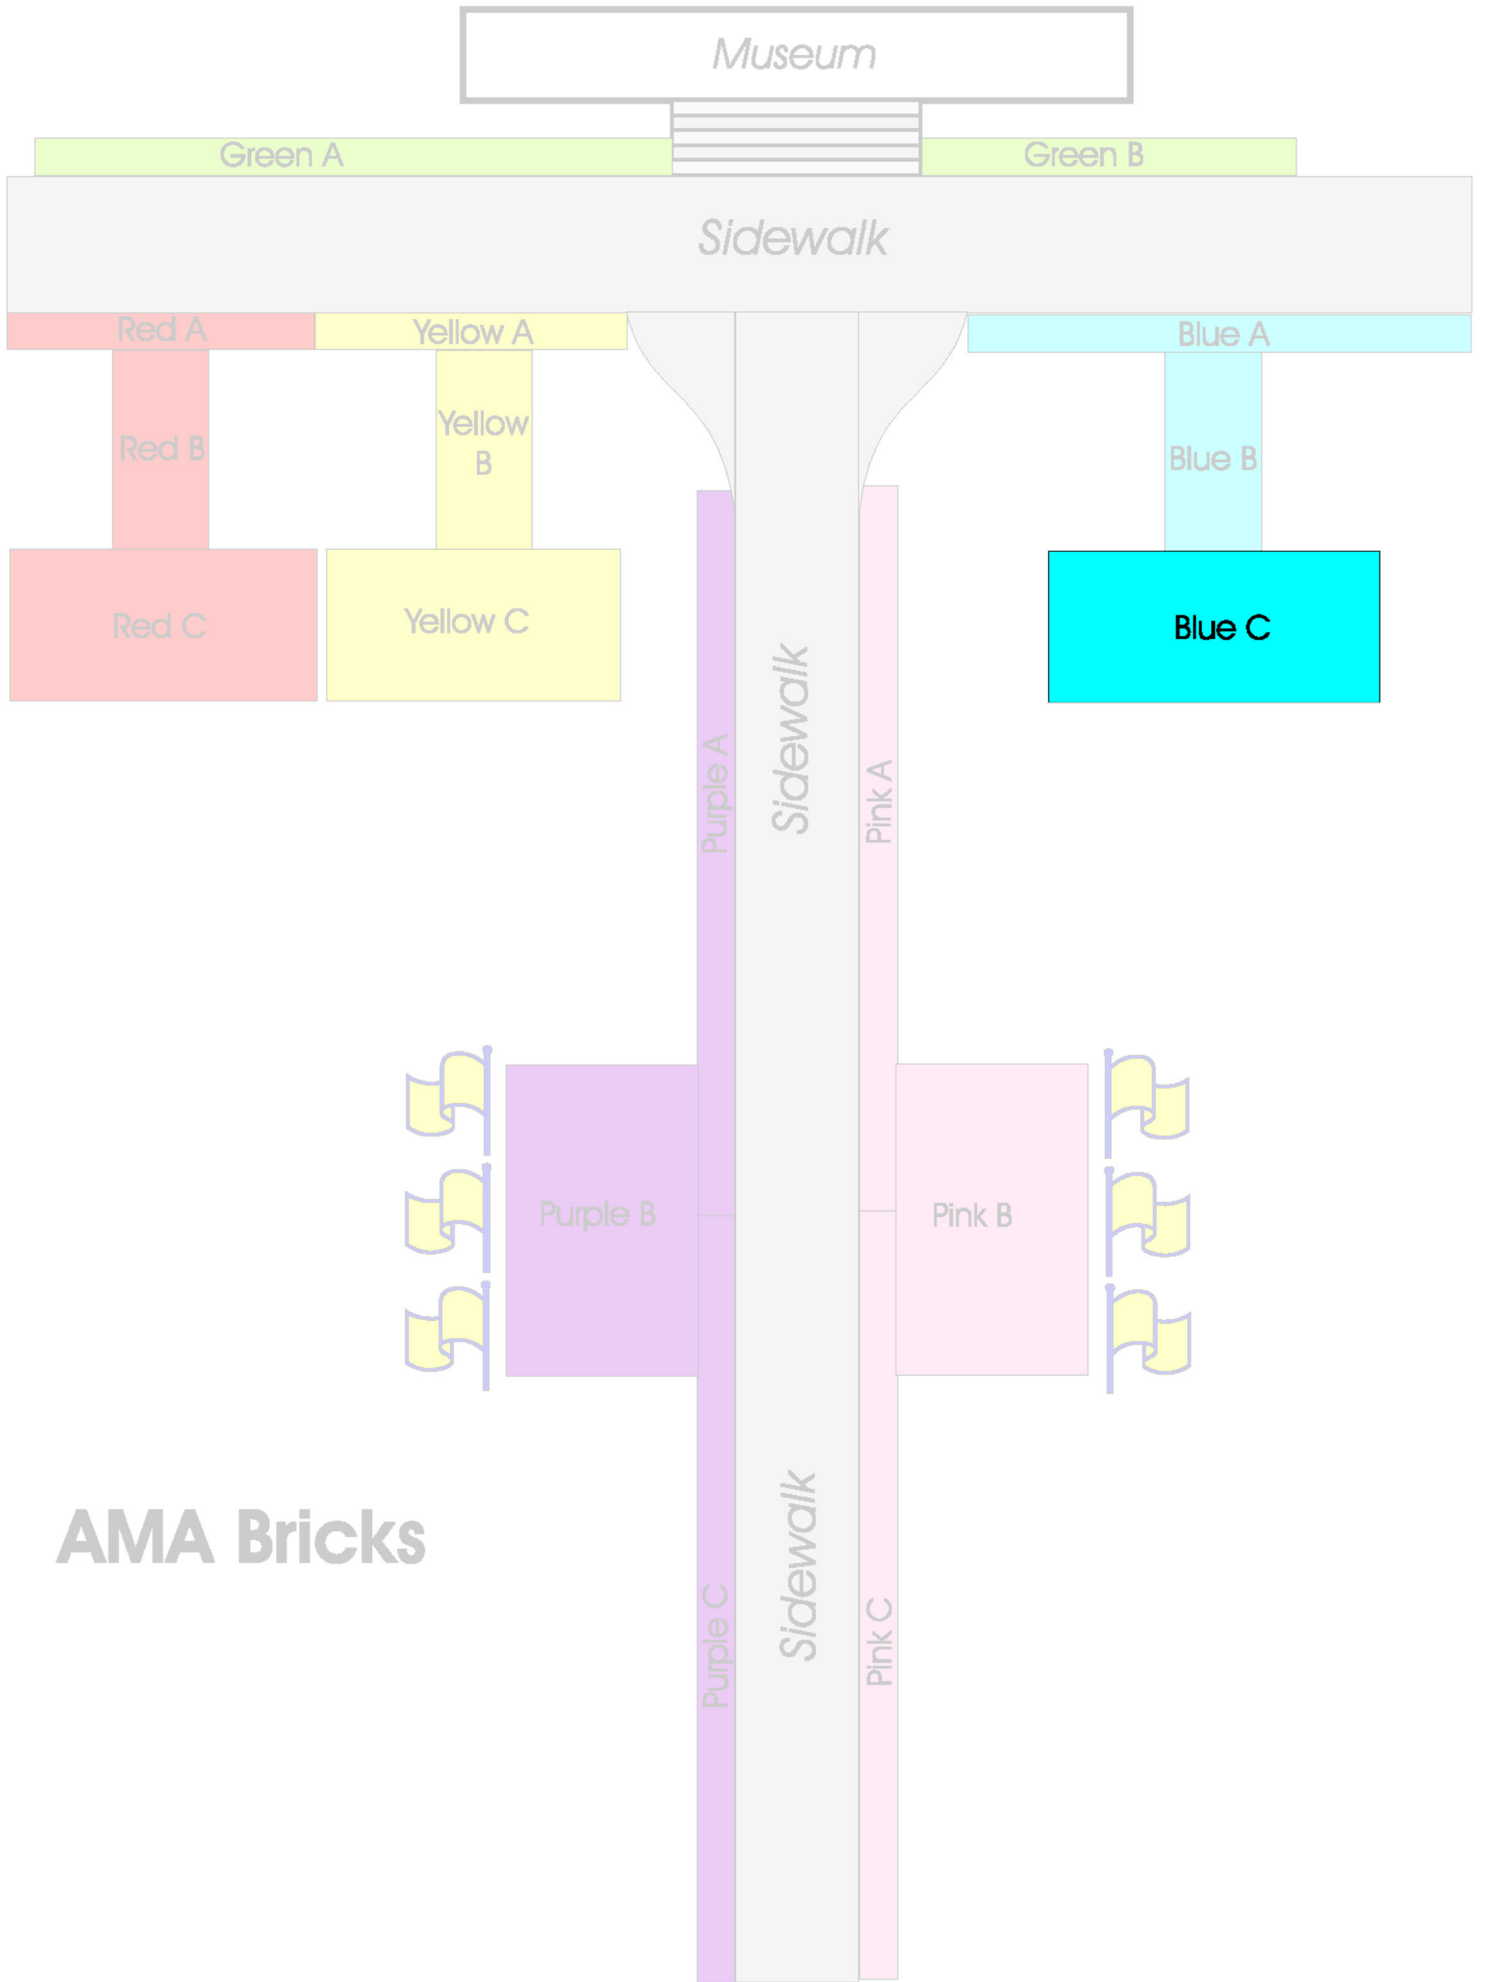 Museum
Green A
Green B
Sidewalk
Red A
Yellow A
Blue A
Red B
Yellow
B
Blue B
Red C
Yellow C
Blue C
Sidewalk
Purple A
Pink A
Purple B
Pink B
AMA Bricks
Sidewalk
Purple C
Pink C